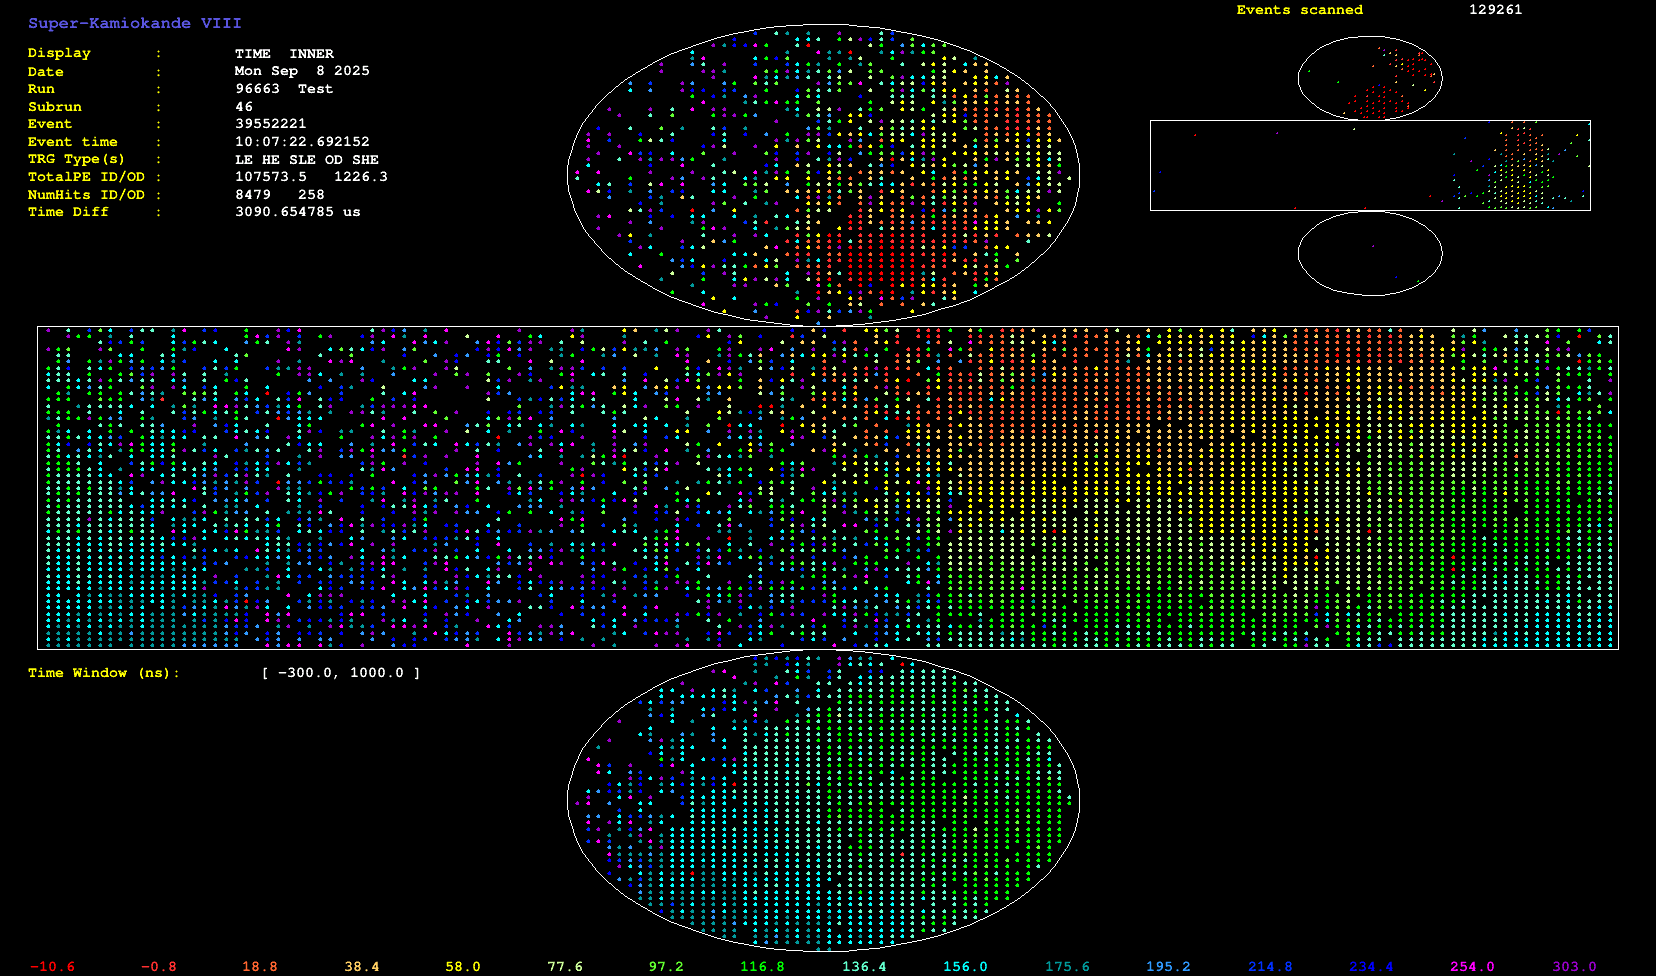 Super-Kamiokande VIII
Events scanned 129261
Display : TIME INNER
Date : Mon Sep 8 2025
Run : 96663 Test
Subrun : 46
Event : 39552221
Event time : 10:07:22.692152
TRG Type(s) : LE HE SLE OD SHE
TotalPE ID/OD : 107573.5 1226.3
NumHits ID/OD : 8479 258
Time Diff : 3090.654785 us
Time Window (ns): [ -300.0, 1000.0 ]
-10.6 -0.8 18.8 38.4 58.0 77.6 97.2 116.8 136.4 156.0 175.6 195.2 214.8 234.4 254.0 303.0